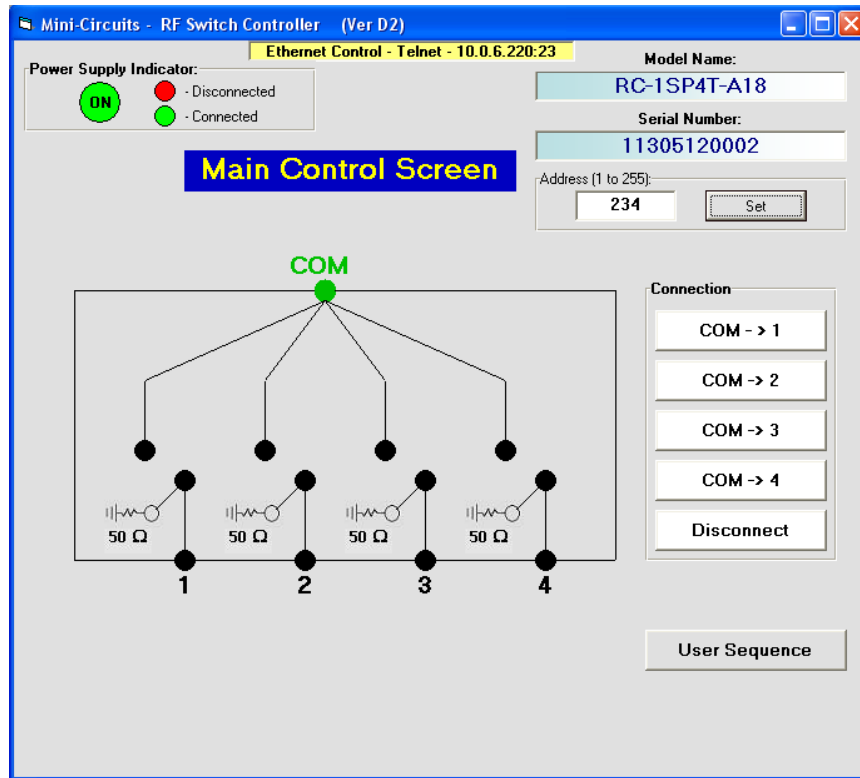 Mini-Circuits - RF Switch Controller (Ver D2)
Ethernet Control - Telnet - 10.0.6.220:23
Power Supply Indicator:
ON
- Disconnected
- Connected
Model Name:
RC-1SP4T-A18
Serial Number:
11305120002
Main Control Screen
Address (1 to 255):
234
Set
COM
Connection
COM - > 1
COM -> 2
COM -> 3
COM -> 4
Disconnect
50 Ω 50 Ω 50 Ω 50 Ω
1 2 3 4
User Sequence